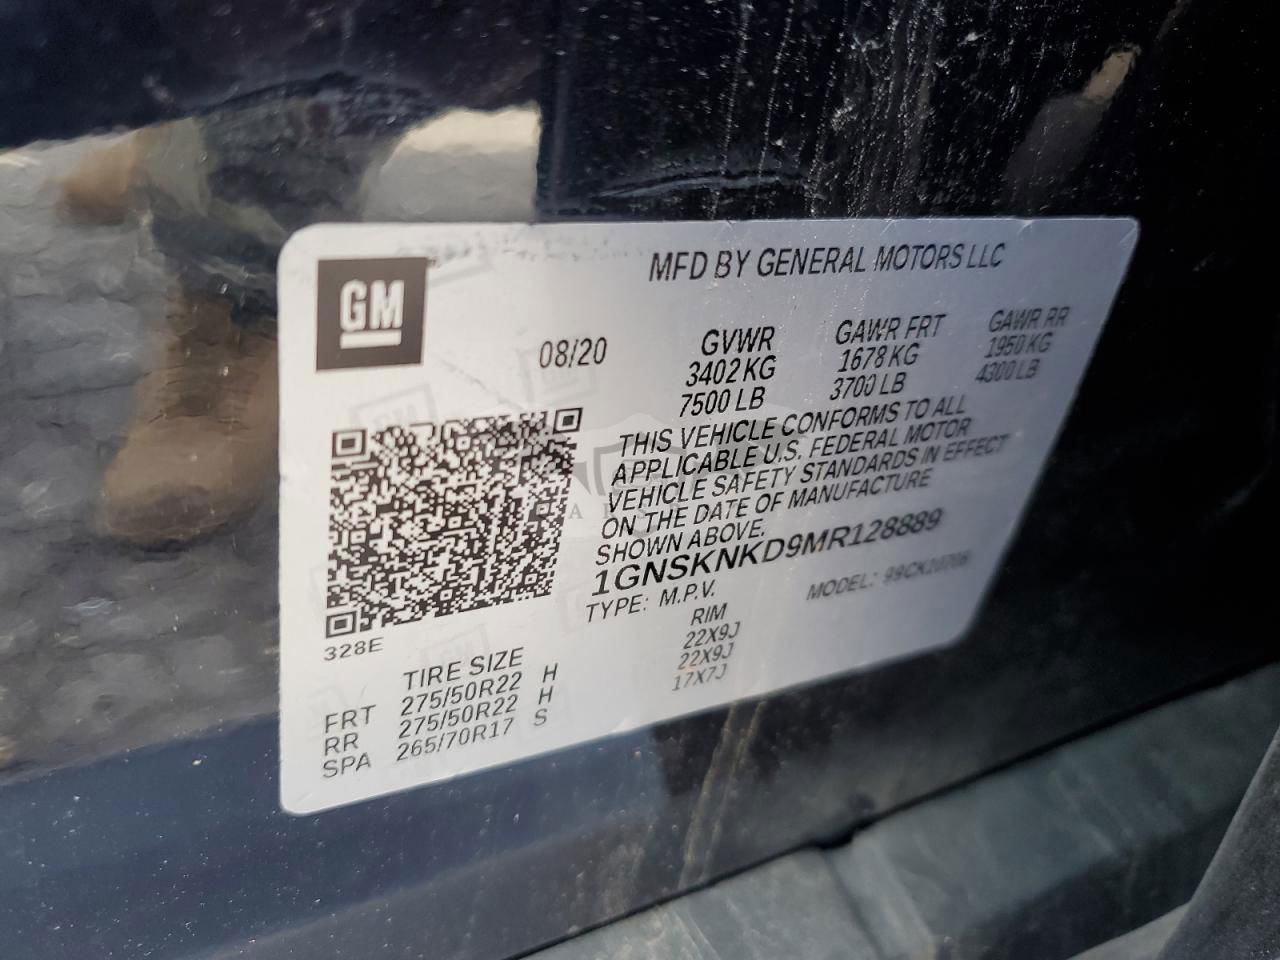 GM
MFD BY GENERAL MOTORS LLC
08/20
GVWR GAWR FRT GAWR RR
3402 KG 1678 KG 1950 KG
7500 LB 3700 LB 4300 LB
THIS VEHICLE CONFORMS TO ALL
APPLICABLE U.S. FEDERAL MOTOR
VEHICLE SAFETY STANDARDS IN EFFECT
ON THE DATE OF MANUFACTURE
SHOWN ABOVE.
1GNSKNKD9MR128889
TYPE: M.P.V. MODEL:
328E
TIRE SIZE RIM
FRT 275/50R22 H 22X9J
RR 275/50R22 H 22X9J
SPA 265/70R17 S 17X7J